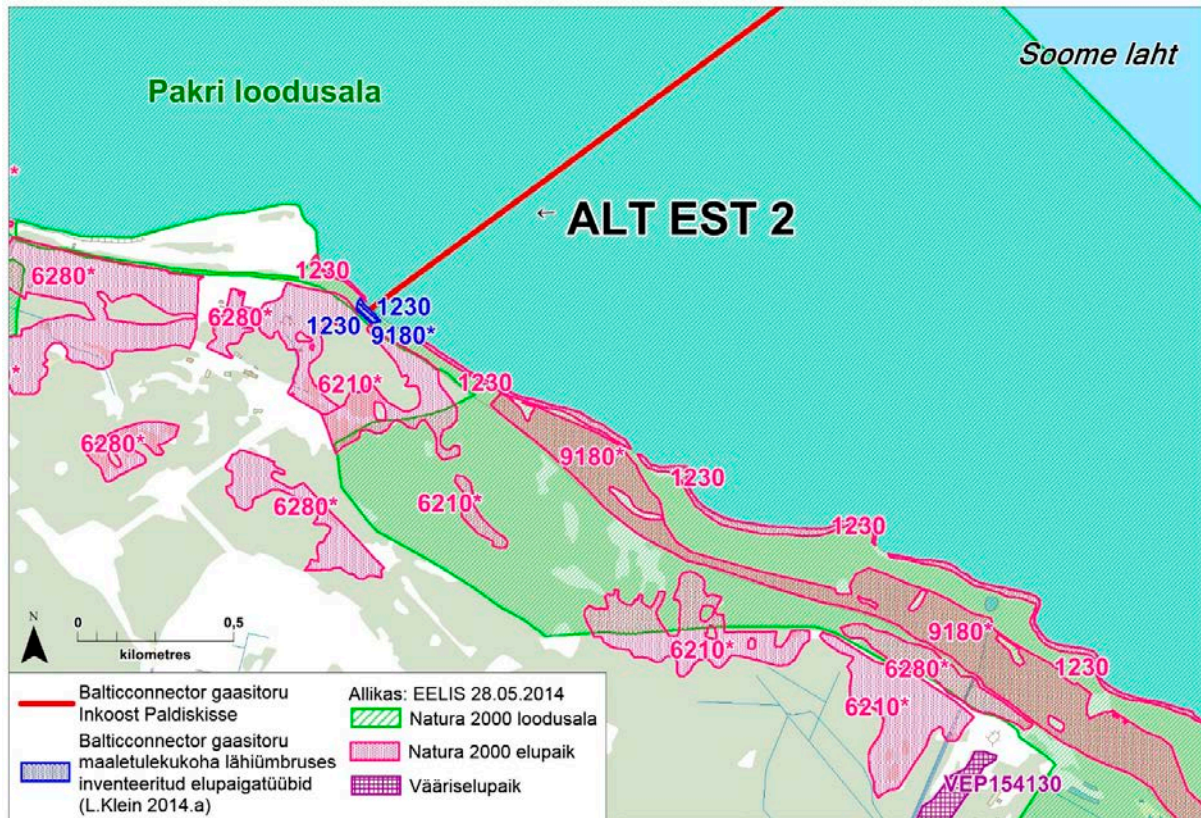 Soome laht
Pakri loodusala
← ALT EST 2
*
6280*
1230
6280*
1230
1230
9180*
*
6210*
1230
6280*
9180*
1230
6210*
6280*
1230
9180*
6210*
6280*
1230
6210*
VEP154130
N
0 0,5
kilometres
Balticconnector gaasitoru
Inkoost Paldiskisse
Balticconnector gaasitoru
maaletulekukoha lähiümbruses
inventeeritud elupaigatüübid
(L.Klein 2014.a)
Allikas: EELIS 28.05.2014
Natura 2000 loodusala
Natura 2000 elupaik
Vääriselupaik